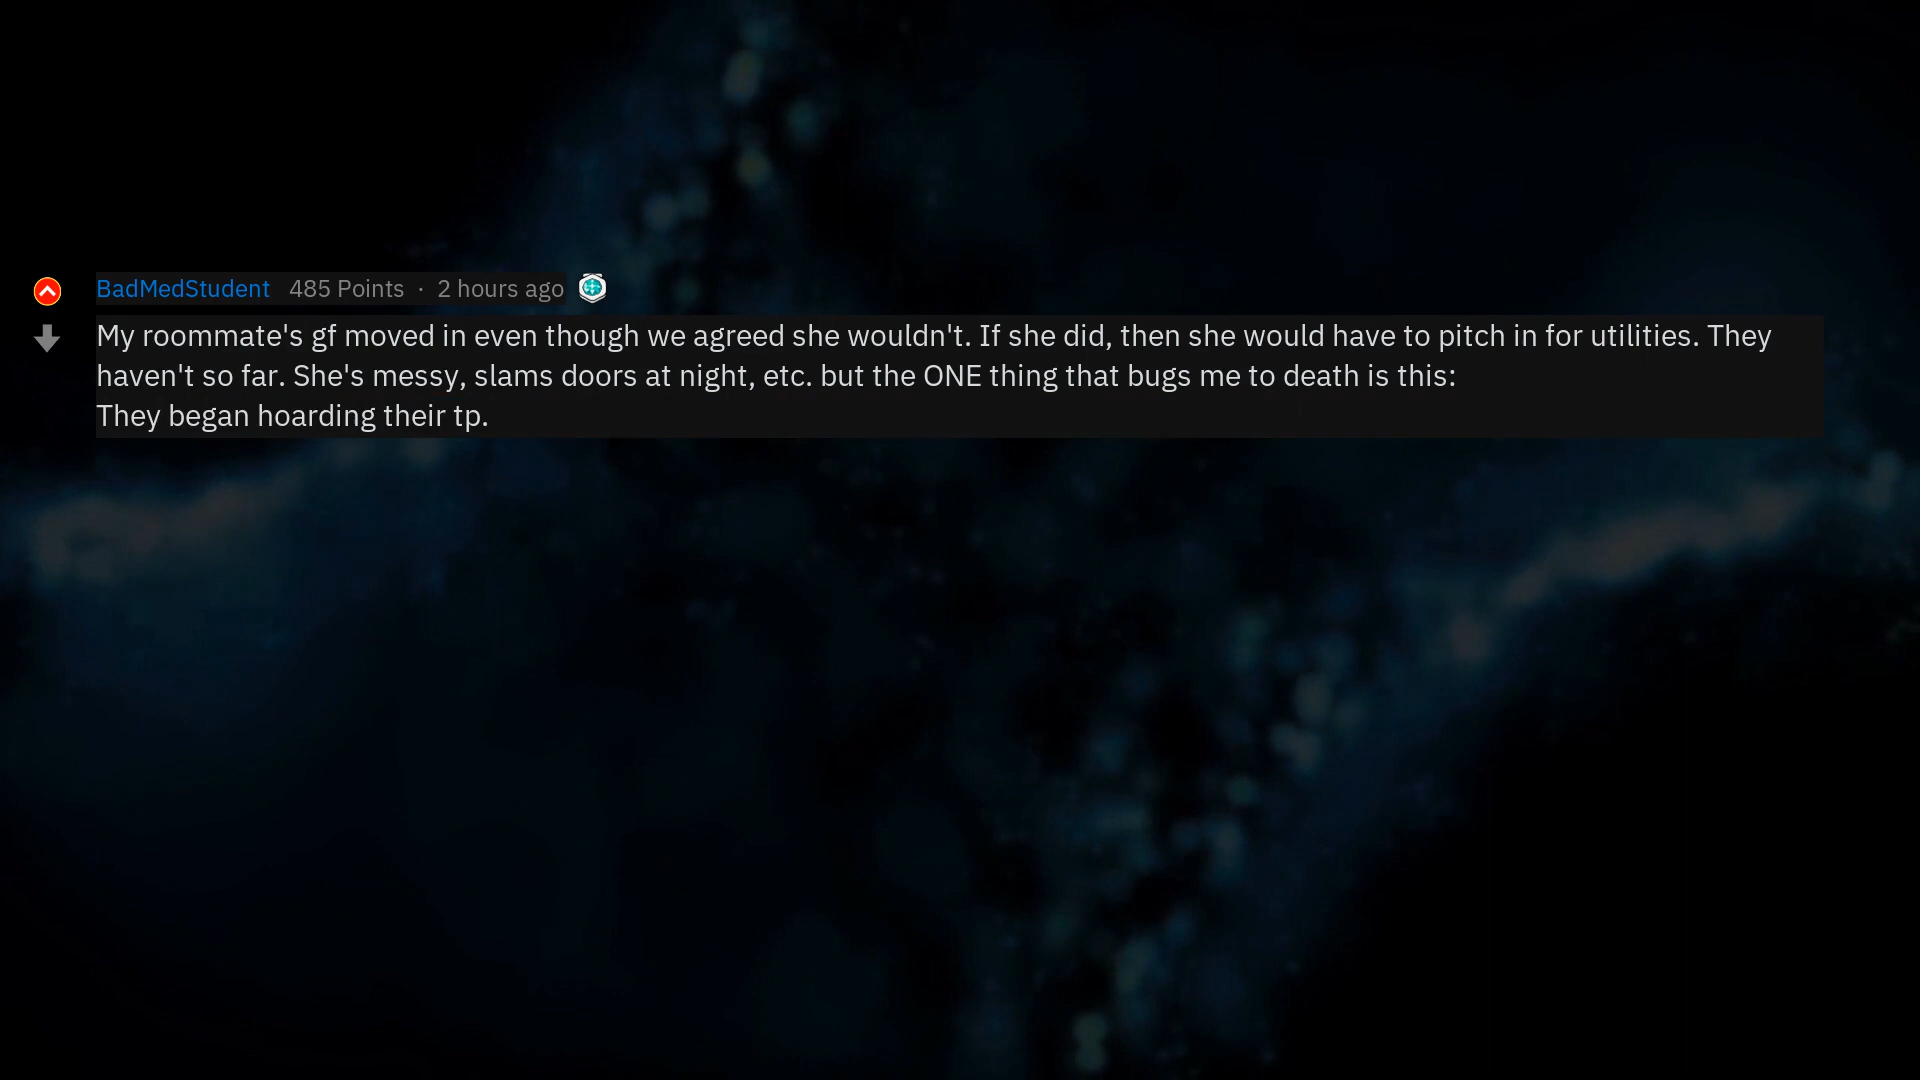 BadMedStudent 485 Points · 2 hours ago
My roommate's gf moved in even though we agreed she wouldn't. If she did, then she would have to pitch in for utilities. They
haven't so far. She's messy, slams doors at night, etc. but the ONE thing that bugs me to death is this:
They began hoarding their tp.